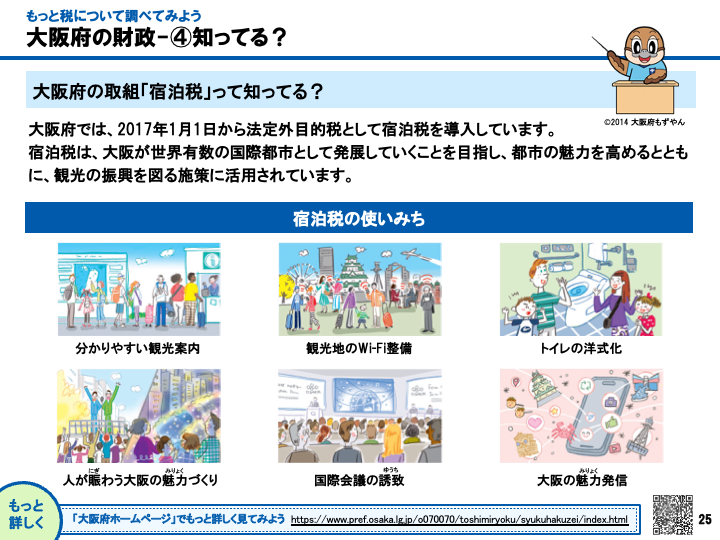 もっと税について調べてみよう
大阪府の財政-④知ってる？
©2014 大阪府もずやん
大阪府の取組「宿泊税」って知ってる？
大阪府では、2017年1月1日から法定外目的税として宿泊税を導入しています。
宿泊税は、大阪が世界有数の国際都市として発展していくことを目指し、都市の魅力を高めるととも
に、観光の振興を図る施策に活用されています。
宿泊税の使いみち
分かりやすい観光案内
観光地のWi-Fi整備
トイレの洋式化
にぎ
みりょく
人が賑わう大阪の魅力づくり
ゆうち
国際会議の誘致
みりょく
大阪の魅力発信
もっと
詳しく
「大阪府ホームページ」でもっと詳しく見てみよう https://www.pref.osaka.lg.jp/o070070/toshimiryoku/syukuhakuzei/index.html
25